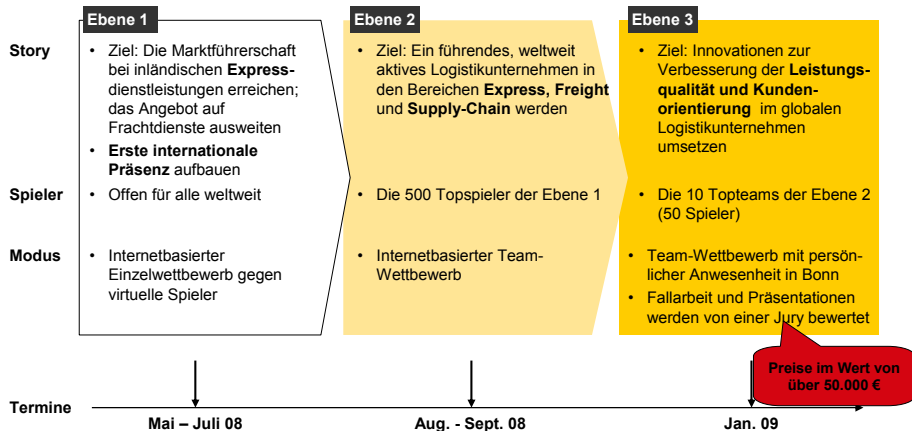 Ebene 1
Ebene 2
Ebene 3
Story
• Ziel: Die Marktführerschaft
bei inländischen Express-
dienstleistungen erreichen;
das Angebot auf
Frachtdienste ausweiten
• Erste internationale
Präsenz aufbauen
• Ziel: Ein führendes, weltweit
aktives Logistikunternehmen in
den Bereichen Express, Freight
und Supply-Chain werden
• Ziel: Innovationen zur
Verbesserung der Leistungs-
qualität und Kunden-
orientierung im globalen
Logistikunternehmen
umsetzen
Spieler
• Offen für alle weltweit
• Die 500 Topspieler der Ebene 1
• Die 10 Topteams der Ebene 2
(50 Spieler)
Modus
• Internetbasierter
Einzelwettbewerb gegen
virtuelle Spieler
• Internetbasierter Team-
Wettbewerb
• Team-Wettbewerb mit persön-
licher Anwesenheit in Bonn
• Fallarbeit und Präsentationen
werden von einer Jury bewertet
Preise im Wert von
über 50.000 €
Termine
Mai – Juli 08
Aug. - Sept. 08
Jan. 09